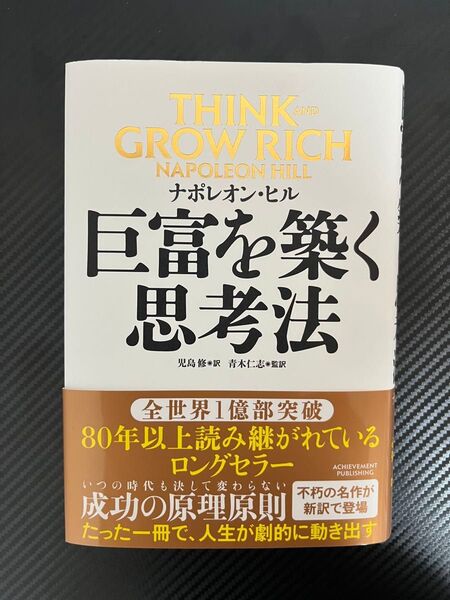 THINK AND
GROW RICH
NAPOLEON HILL
ナポレオン・ヒル
巨富を築く
思考法
児島 修◉訳 青木仁志◉監訳
全世界1億部突破
80年以上読み継がれている
ロングセラー
ACHIEVEMENT
PUBLISHING
いつの時代も決して変わらない
成功の原理原則
不朽の名作が
新訳で登場
たった一冊で、人生が劇的に動き出す